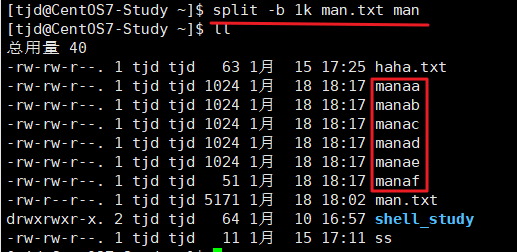 [tjd@CentOS7-Study ~]$ split -b 1k man.txt man
[tjd@CentOS7-Study ~]$ ll
总用量 40
-rw-rw-r--. 1 tjd tjd   63 1月  15 17:25 haha.txt
-rw-rw-r--. 1 tjd tjd 1024 1月  18 18:17 manaa
-rw-rw-r--. 1 tjd tjd 1024 1月  18 18:17 manab
-rw-rw-r--. 1 tjd tjd 1024 1月  18 18:17 manac
-rw-rw-r--. 1 tjd tjd 1024 1月  18 18:17 manad
-rw-rw-r--. 1 tjd tjd 1024 1月  18 18:17 manae
-rw-rw-r--. 1 tjd tjd   51 1月  18 18:17 manaf
-rw-r--r--. 1 tjd tjd 5171 1月  18 18:02 man.txt
drwxrwxr-x. 2 tjd tjd   64 1月  10 16:57 shell_study
-rw-rw-r--. 1 tjd tjd   11 1月  15 17:11 ss